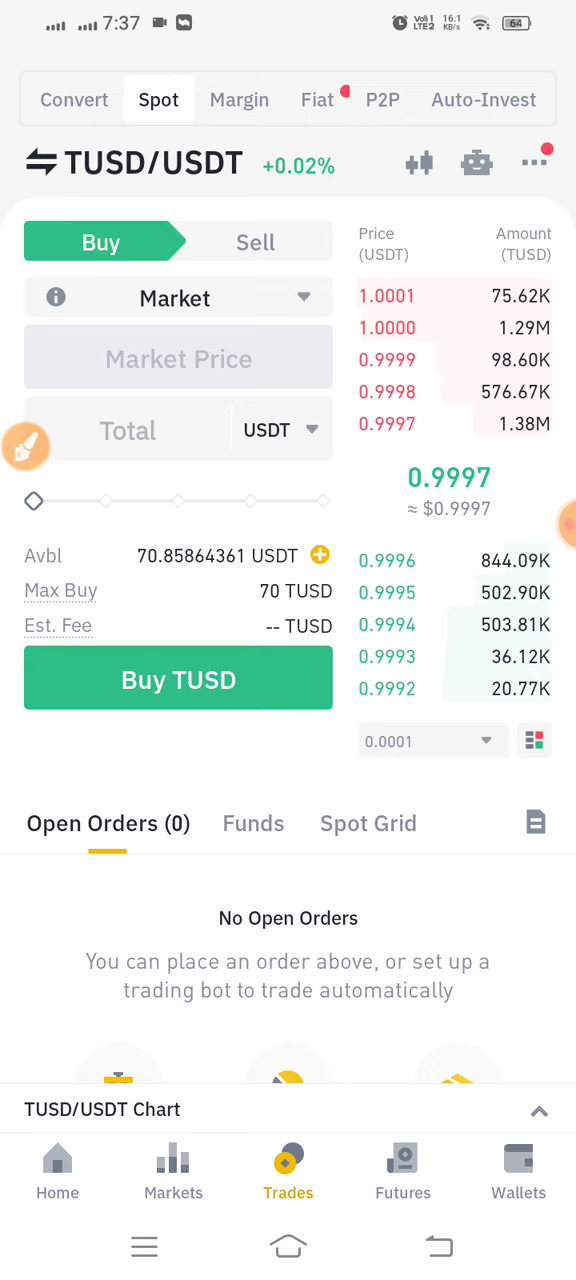 7:37 Vo)) 1 LTE2 16.1 KB/s 64
Convert Spot Margin Fiat P2P Auto-Invest
TUSD/USDT +0.02%
Buy Sell
Market
Market Price
Total USDT
Avbl 70.85864361 USDT
Max Buy 70 TUSD
Est. Fee -- TUSD
Buy TUSD
Price Amount
(USDT) (TUSD)
1.0001 75.62K
1.0000 1.29M
0.9999 98.60K
0.9998 576.67K
0.9997 1.38M
0.9997
≈ $0.9997
0.9996 844.09K
0.9995 502.90K
0.9994 503.81K
0.9993 36.12K
0.9992 20.77K
0.0001
Open Orders (0) Funds Spot Grid
No Open Orders
You can place an order above, or set up a
trading bot to trade automatically
TUSD/USDT Chart
Home Markets Trades Futures Wallets